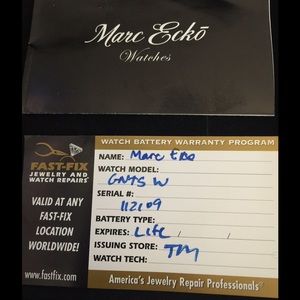 Marc Eckō
Watches
WATCH BATTERY WARRANTY PROGRAM
FAST-FIX
JEWELRY AND
WATCH REPAIRS
VALID AT ANY
FAST-FIX
LOCATION
WORLDWIDE!
www.fastfix.com
NAME: Marc
WATCH MODEL:
GNTS W
SERIAL #:
112109
BATTERY TYPE:
EXPIRES: LIFE / /
ISSUING STORE: TM
WATCH TECH:
America's Jewelry Repair Professionals